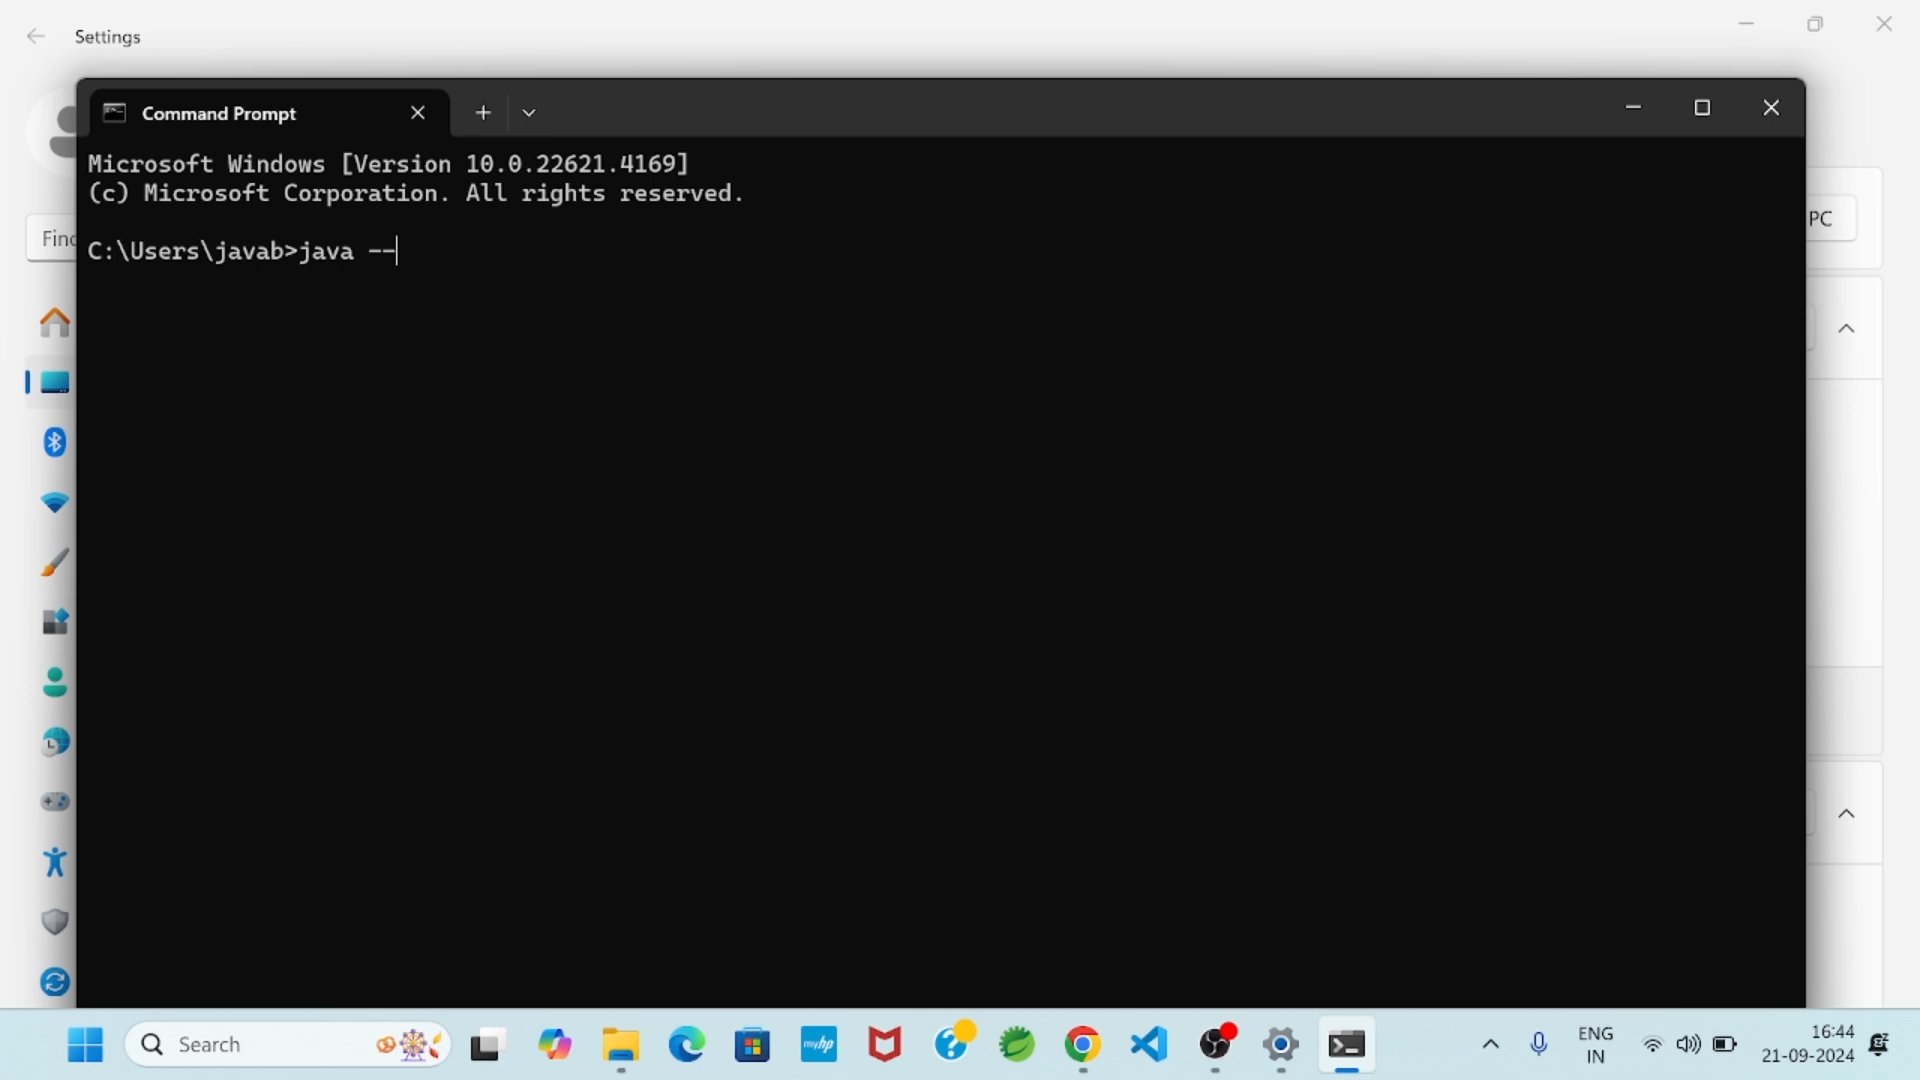 Settings
Command Prompt
Microsoft Windows [Version 10.0.22621.4169]
(c) Microsoft Corporation. All rights reserved.
C:\Users\javab>java --
Find
PC
Search
myhp
ENG
IN
16:44
21-09-2024